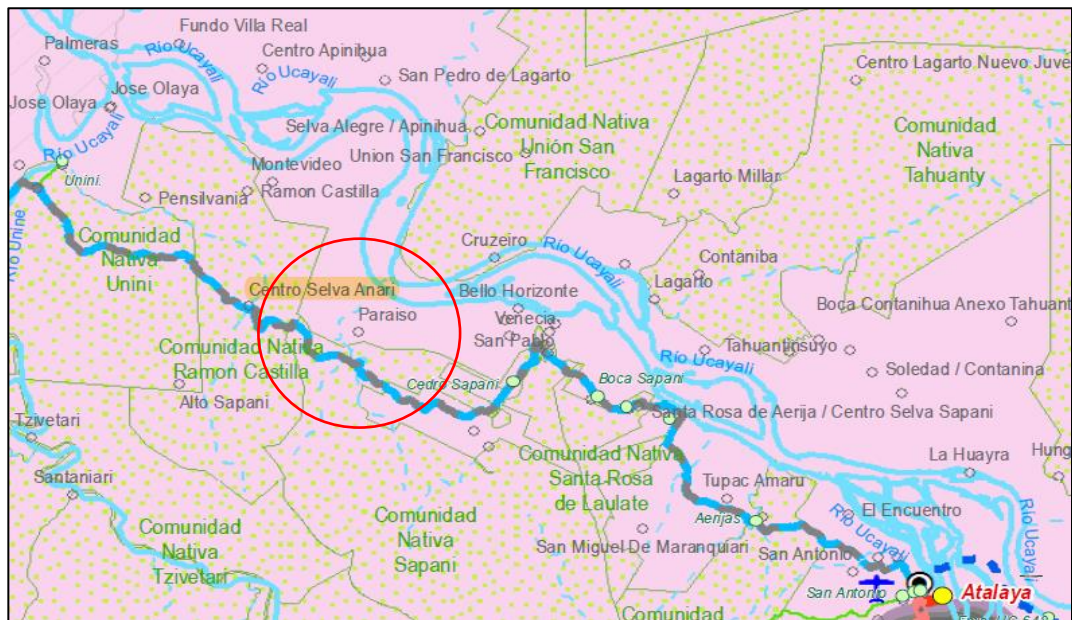 Fundo Villa Real
Palmeras
Río Ucayali
Centro Apinihua
Río Ucayali
San Pedro de Lagarto
Centro Lagarto Nuevo Juve
Jose Olaya
Jose Olaya
Río Ucayali
Selva Alegre / Apinihua
Comunidad Nativa
Unión San
Francisco
Comunidad
Nativa
Tahuanty
Union San Francisco
Montevideo
Ramon Castilla
Unini.
Pensilvania
Lagarto Millar
Río Unine
Comunidad
Nativa
Unini
Cruzeiro
Río Ucayali
Contaniba
Lagarto
Centro Selva Anari
Bello Horizonte
Boca Contanihua Anexo Tahuant
Paraiso
Venecia
San Pablo
Comunidad Nativa
Ramon Castilla
Tahuantinsuyo
Río Ucayali
Cedro Sapani
Boca Sapani
Soledad / Contanina
Alto Sapani
Santa Rosa de Aerija / Centro Selva Sapani
Tzivetari
Comunidad Nativa
Santa Rosa
de Laulate
La Huayra
Hung
Santaniari
Tupac Amaru
Comunidad
Nativa
Tzivetari
Comunidad
Nativa
Sapani
Aerijas
El Encuentro
Río Ucayali
Río Ucayali
San Miguel De Maranquiari
San Antonio
San Antonio
Atalaya
Comunidad